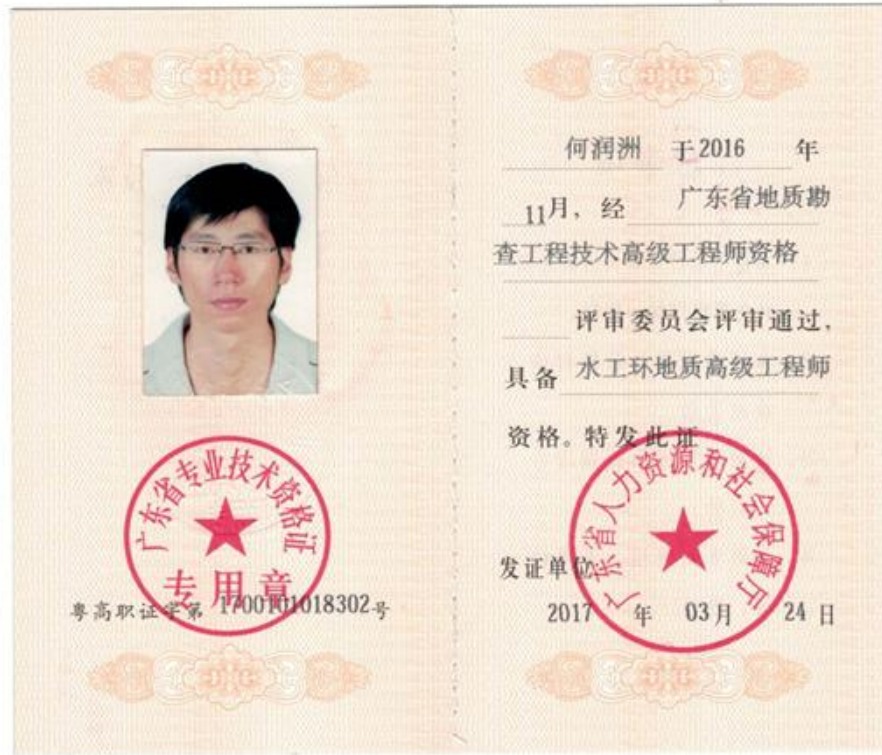 广东省专业技术资格证
专用章
粤高职证字第 1700101018302号
何润洲 于2016 年
11月，经 广东省地质勘
查工程技术高级工程师资格
评审委员会评审通过，
具备 水工环地质高级工程师
资格。特发此证
广东省人力资源和社会保障厅
发证单位
2017 年 03月 24日